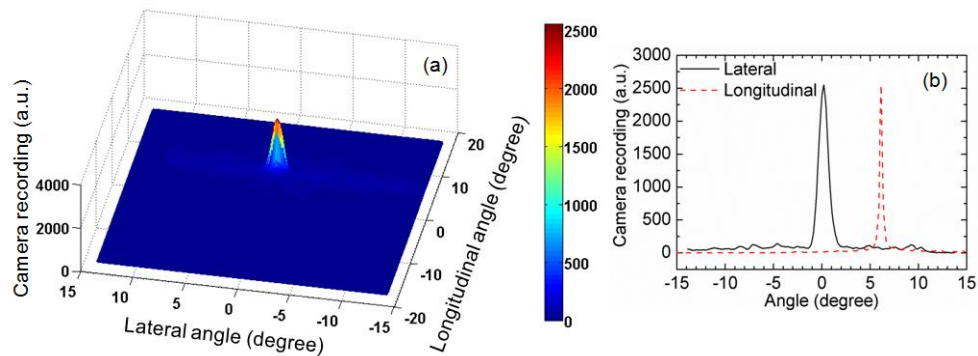 (a)
Camera recording (a.u.)
4000
2000
0
15
10
5
0
-5
-10
-15
Lateral angle (degree)
20
10
0
-10
-20
Longitudinal angle (degree)
2500
2000
1500
1000
500
0
(b)
Lateral
Longitudinal
Camera recording (a.u.)
3000
2500
2000
1500
1000
500
0
-15 -10 -5 0 5 10 15
Angle (degree)